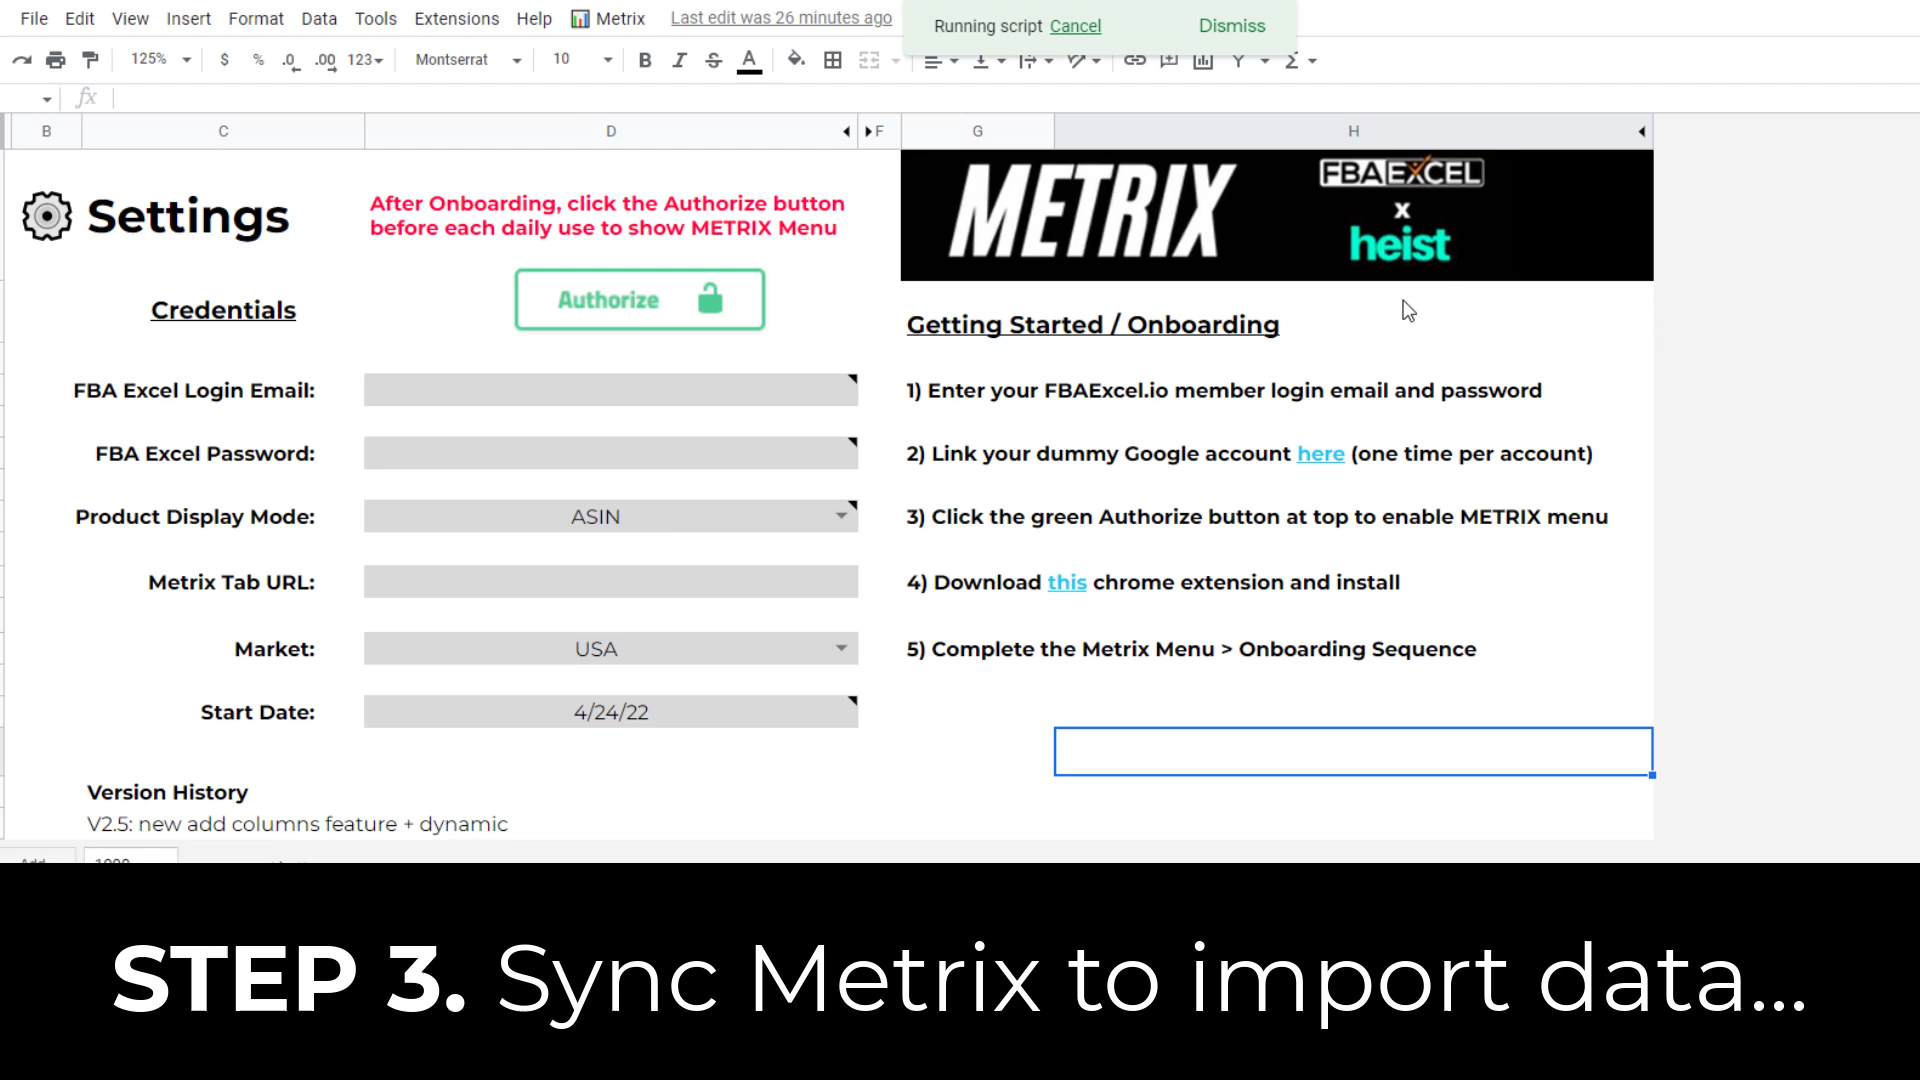 File Edit View Insert Format Data Tools Extensions Help Metrix Last edit was 26 minutes ago
Running script Cancel Dismiss
125% $ % .0 .00 123 Montserrat 10 B I S A
fx
B C D F G H
Settings
After Onboarding, click the Authorize button
before each daily use to show METRIX Menu
METRIX
FBAEXCEL
x
heist
Credentials
Authorize
Getting Started / Onboarding
FBA Excel Login Email:
1) Enter your FBAExcel.io member login email and password
FBA Excel Password:
2) Link your dummy Google account here (one time per account)
Product Display Mode: ASIN
3) Click the green Authorize button at top to enable METRIX menu
Metrix Tab URL:
4) Download this chrome extension and install
Market: USA
5) Complete the Metrix Menu > Onboarding Sequence
Start Date: 4/24/22
Version History
V2.5: new add columns feature + dynamic
STEP 3. Sync Metrix to import data...